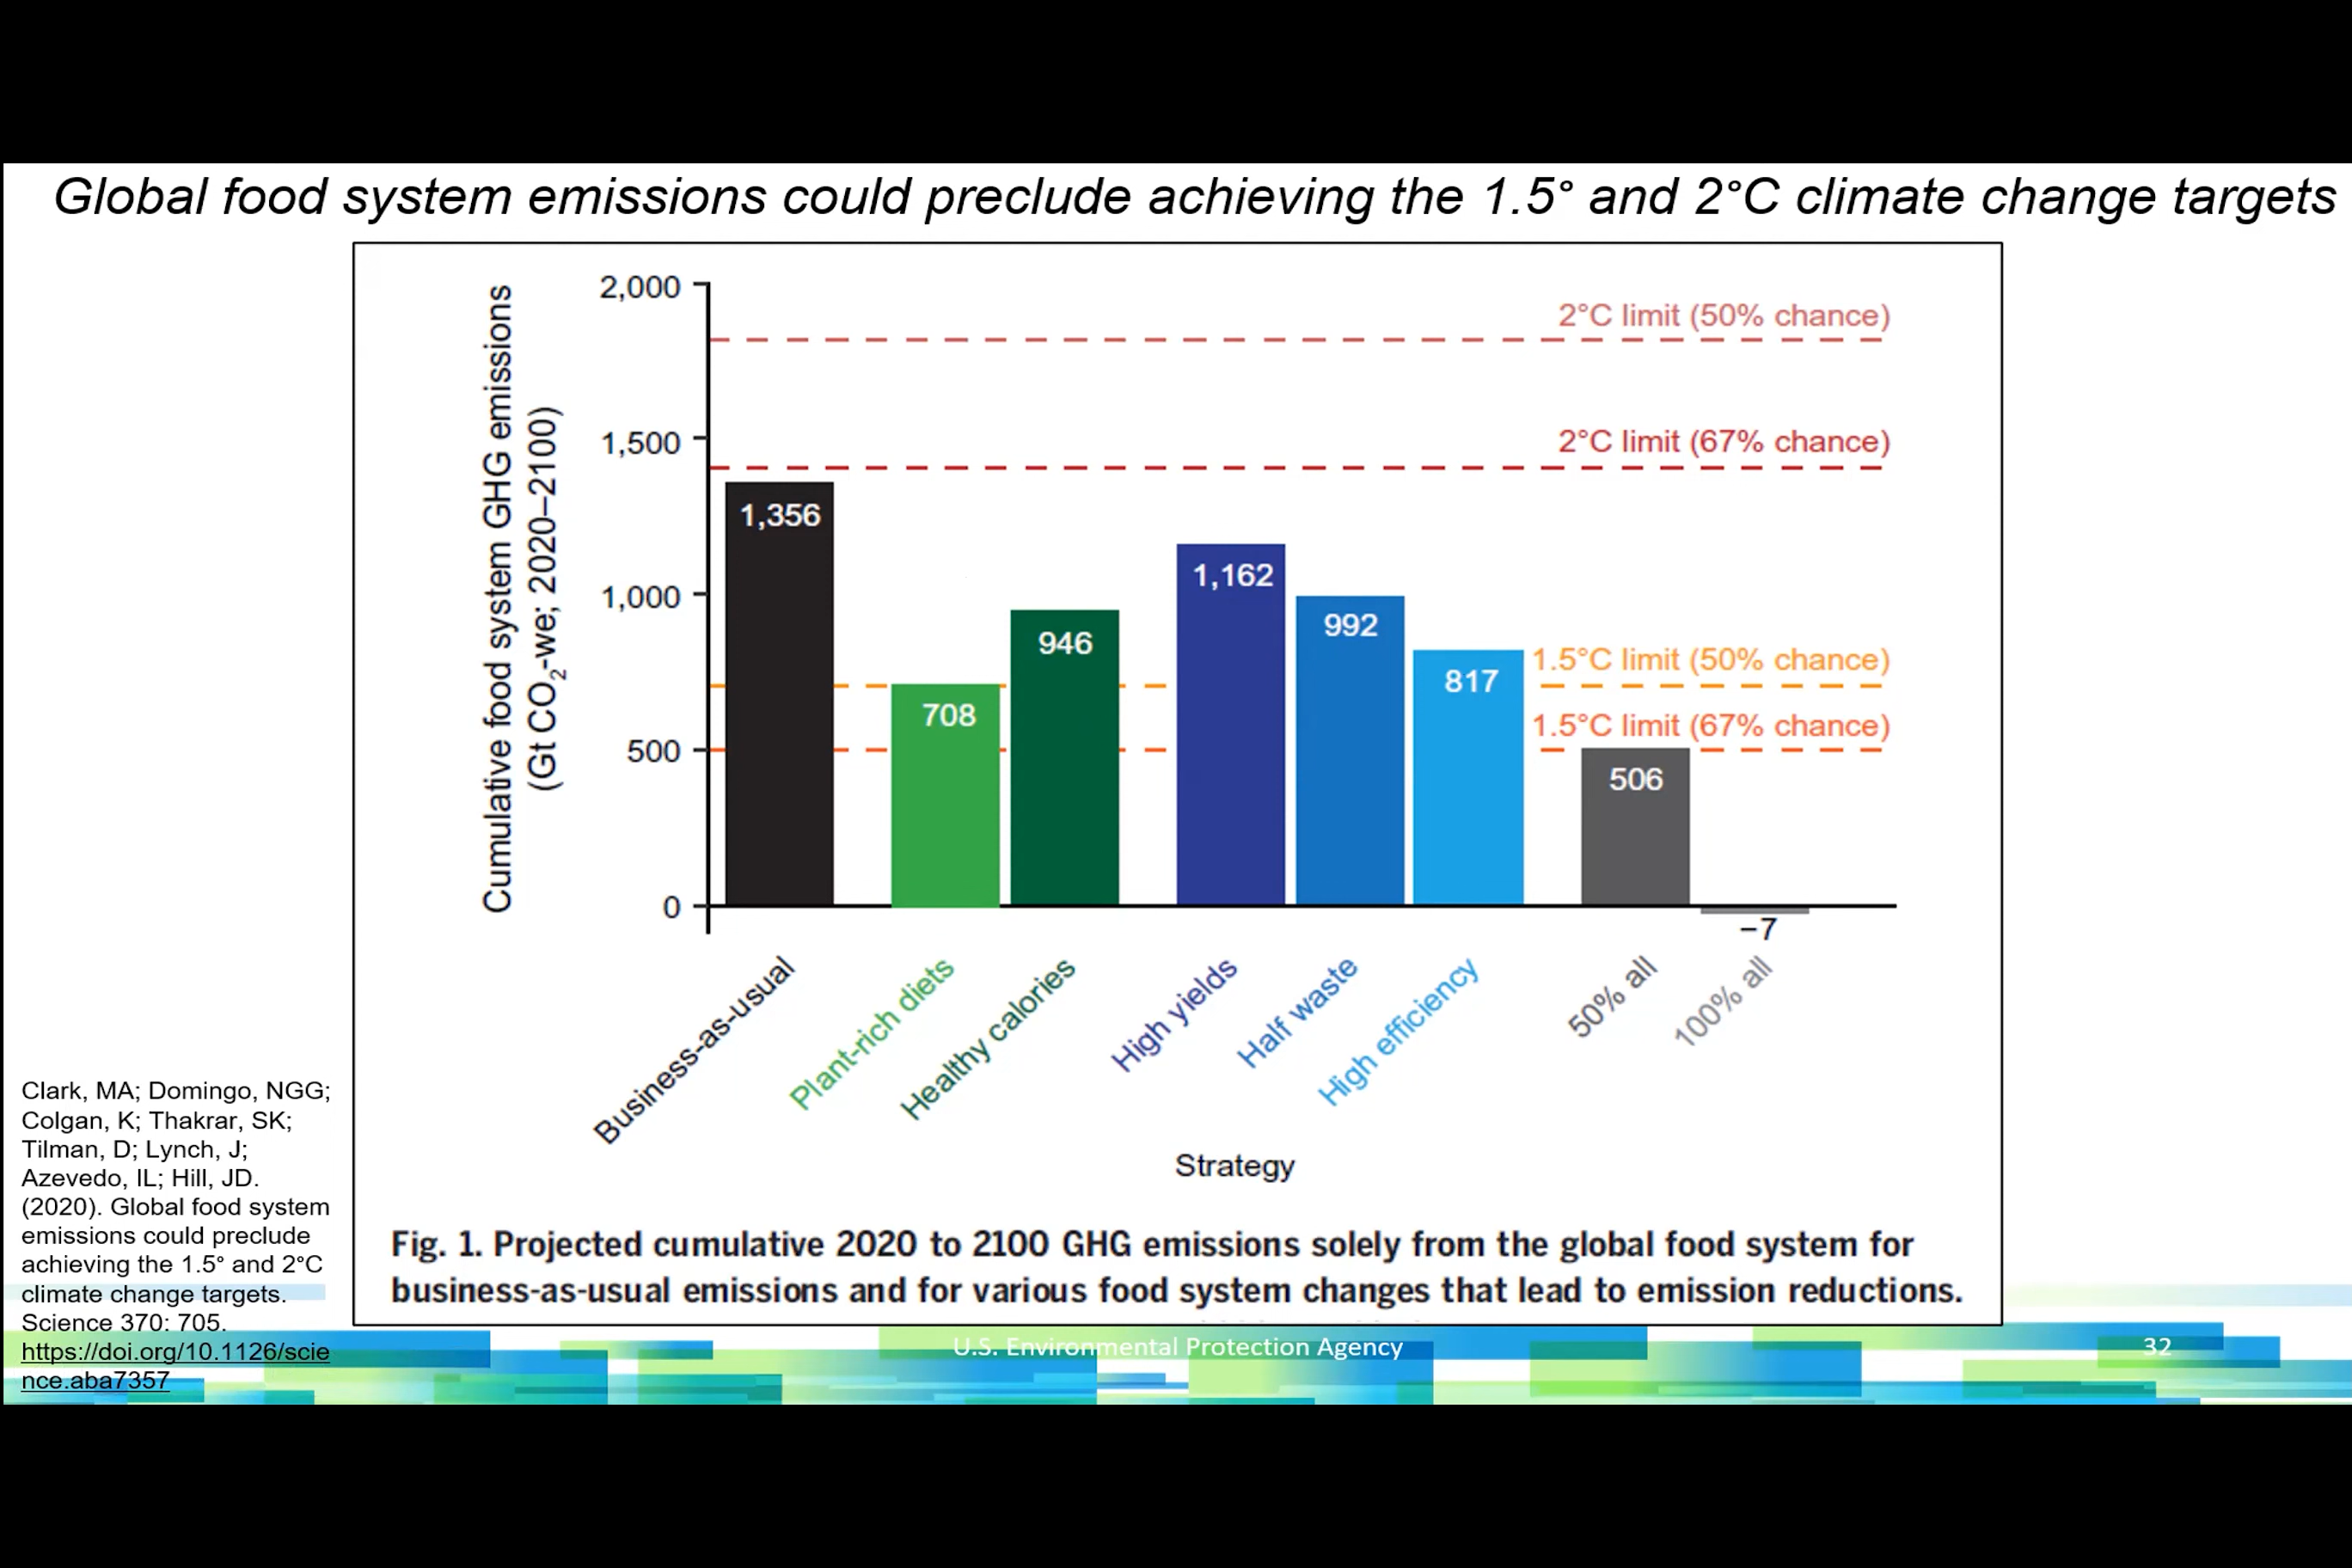 Global food system emissions could preclude achieving the 1.5° and 2°C climate change targets
Cumulative food system GHG emissions
(Gt CO₂-we; 2020–2100)
2,000
1,500
1,000
500
0
2°C limit (50% chance)
2°C limit (67% chance)
1.5°C limit (50% chance)
1.5°C limit (67% chance)
1,356
708
946
1,162
992
817
506
−7
Business-as-usual
Plant-rich diets
Healthy calories
High yields
Half waste
High efficiency
50% all
100% all
Strategy
Fig. 1. Projected cumulative 2020 to 2100 GHG emissions solely from the global food system for
business-as-usual emissions and for various food system changes that lead to emission reductions.
Clark, MA; Domingo, NGG;
Colgan, K; Thakrar, SK;
Tilman, D; Lynch, J;
Azevedo, IL; Hill, JD.
(2020). Global food system
emissions could preclude
achieving the 1.5° and 2°C
climate change targets.
Science 370: 705.
https://doi.org/10.1126/scie
nce.aba7357
U.S. Environmental Protection Agency
32